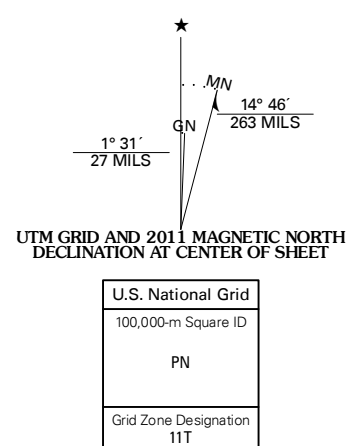 ★
MN
GN
14° 46´
263 MILS
1° 31´
27 MILS
UTM GRID AND 2011 MAGNETIC NORTH
DECLINATION AT CENTER OF SHEET
U.S. National Grid
100,000-m Square ID
PN
Grid Zone Designation
11T